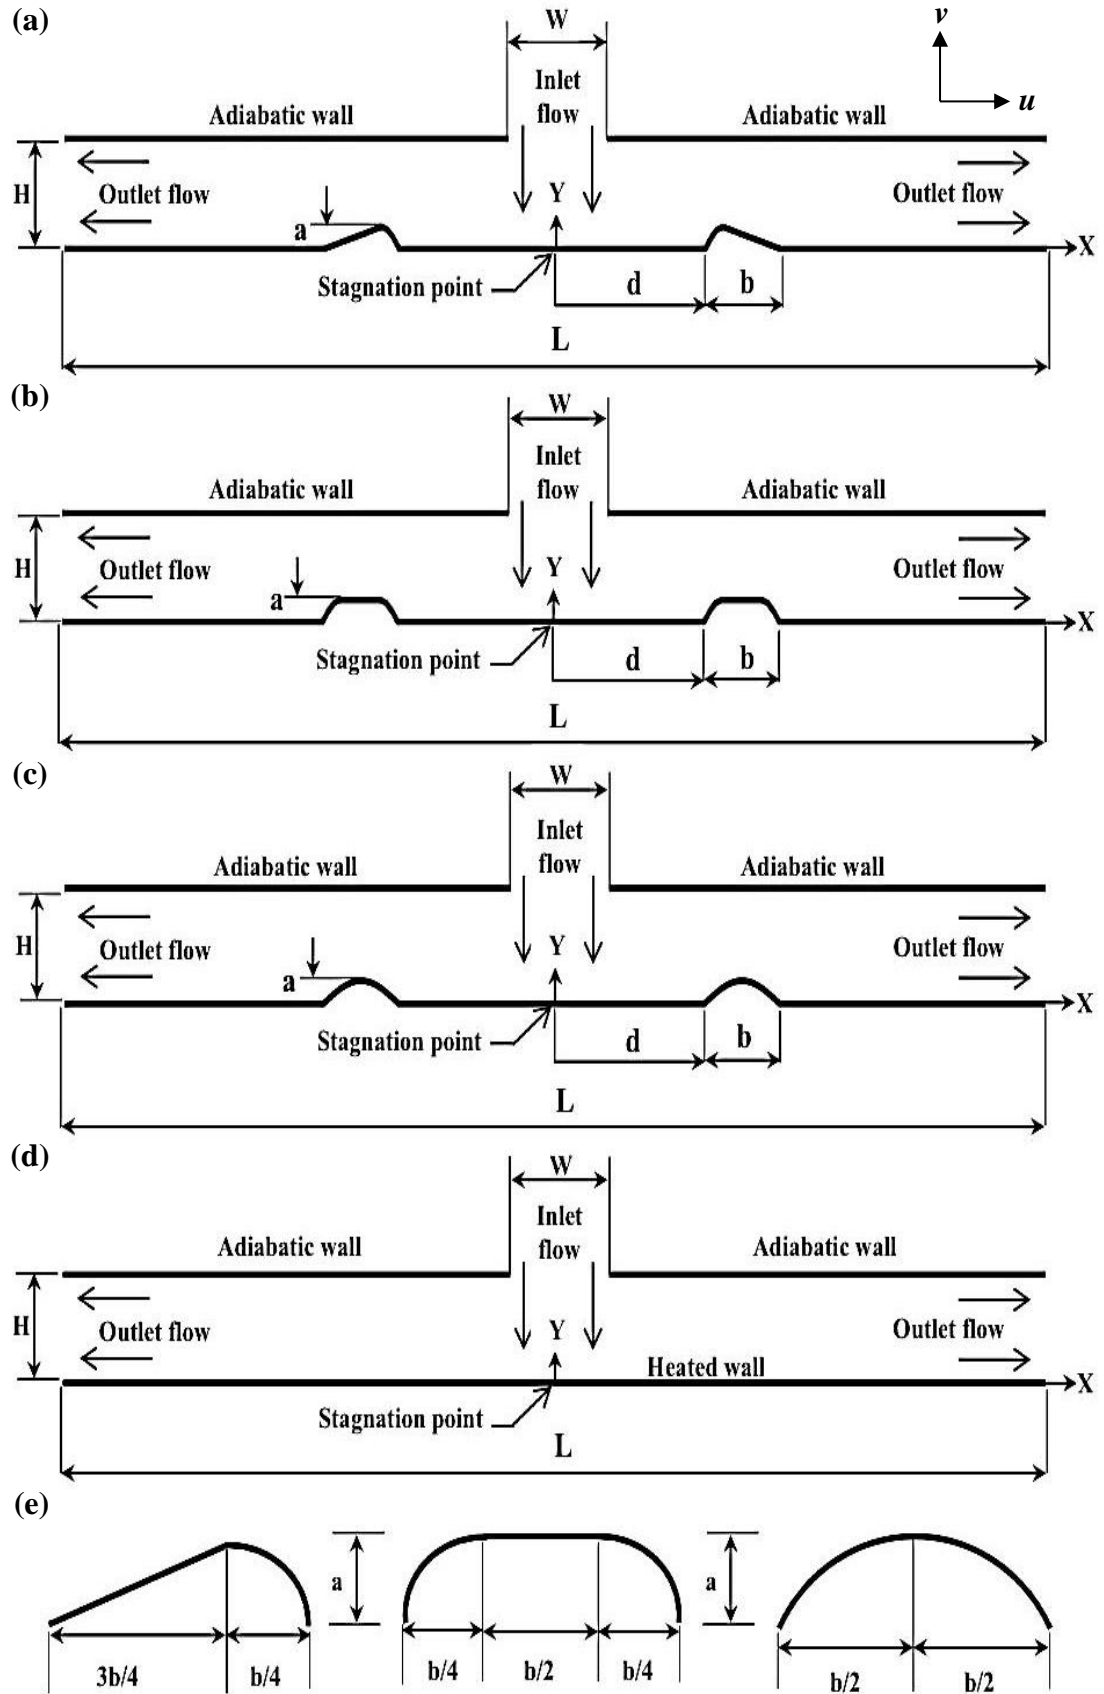 (a)
W
v
u
Inlet
flow
Adiabatic wall
Adiabatic wall
H
Outlet flow
Outlet flow
a
Y
X
Stagnation point
d
b
L
(b)
W
Inlet
flow
Adiabatic wall
Adiabatic wall
H
Outlet flow
Outlet flow
a
Y
X
Stagnation point
d
b
L
(c)
W
Inlet
flow
Adiabatic wall
Adiabatic wall
H
Outlet flow
Outlet flow
a
Y
X
Stagnation point
d
b
L
(d)
W
Inlet
flow
Adiabatic wall
Adiabatic wall
H
Outlet flow
Outlet flow
Y
Heated wall
X
Stagnation point
L
(e)
a
a
3b/4
b/4
b/4
b/2
b/4
b/2
b/2